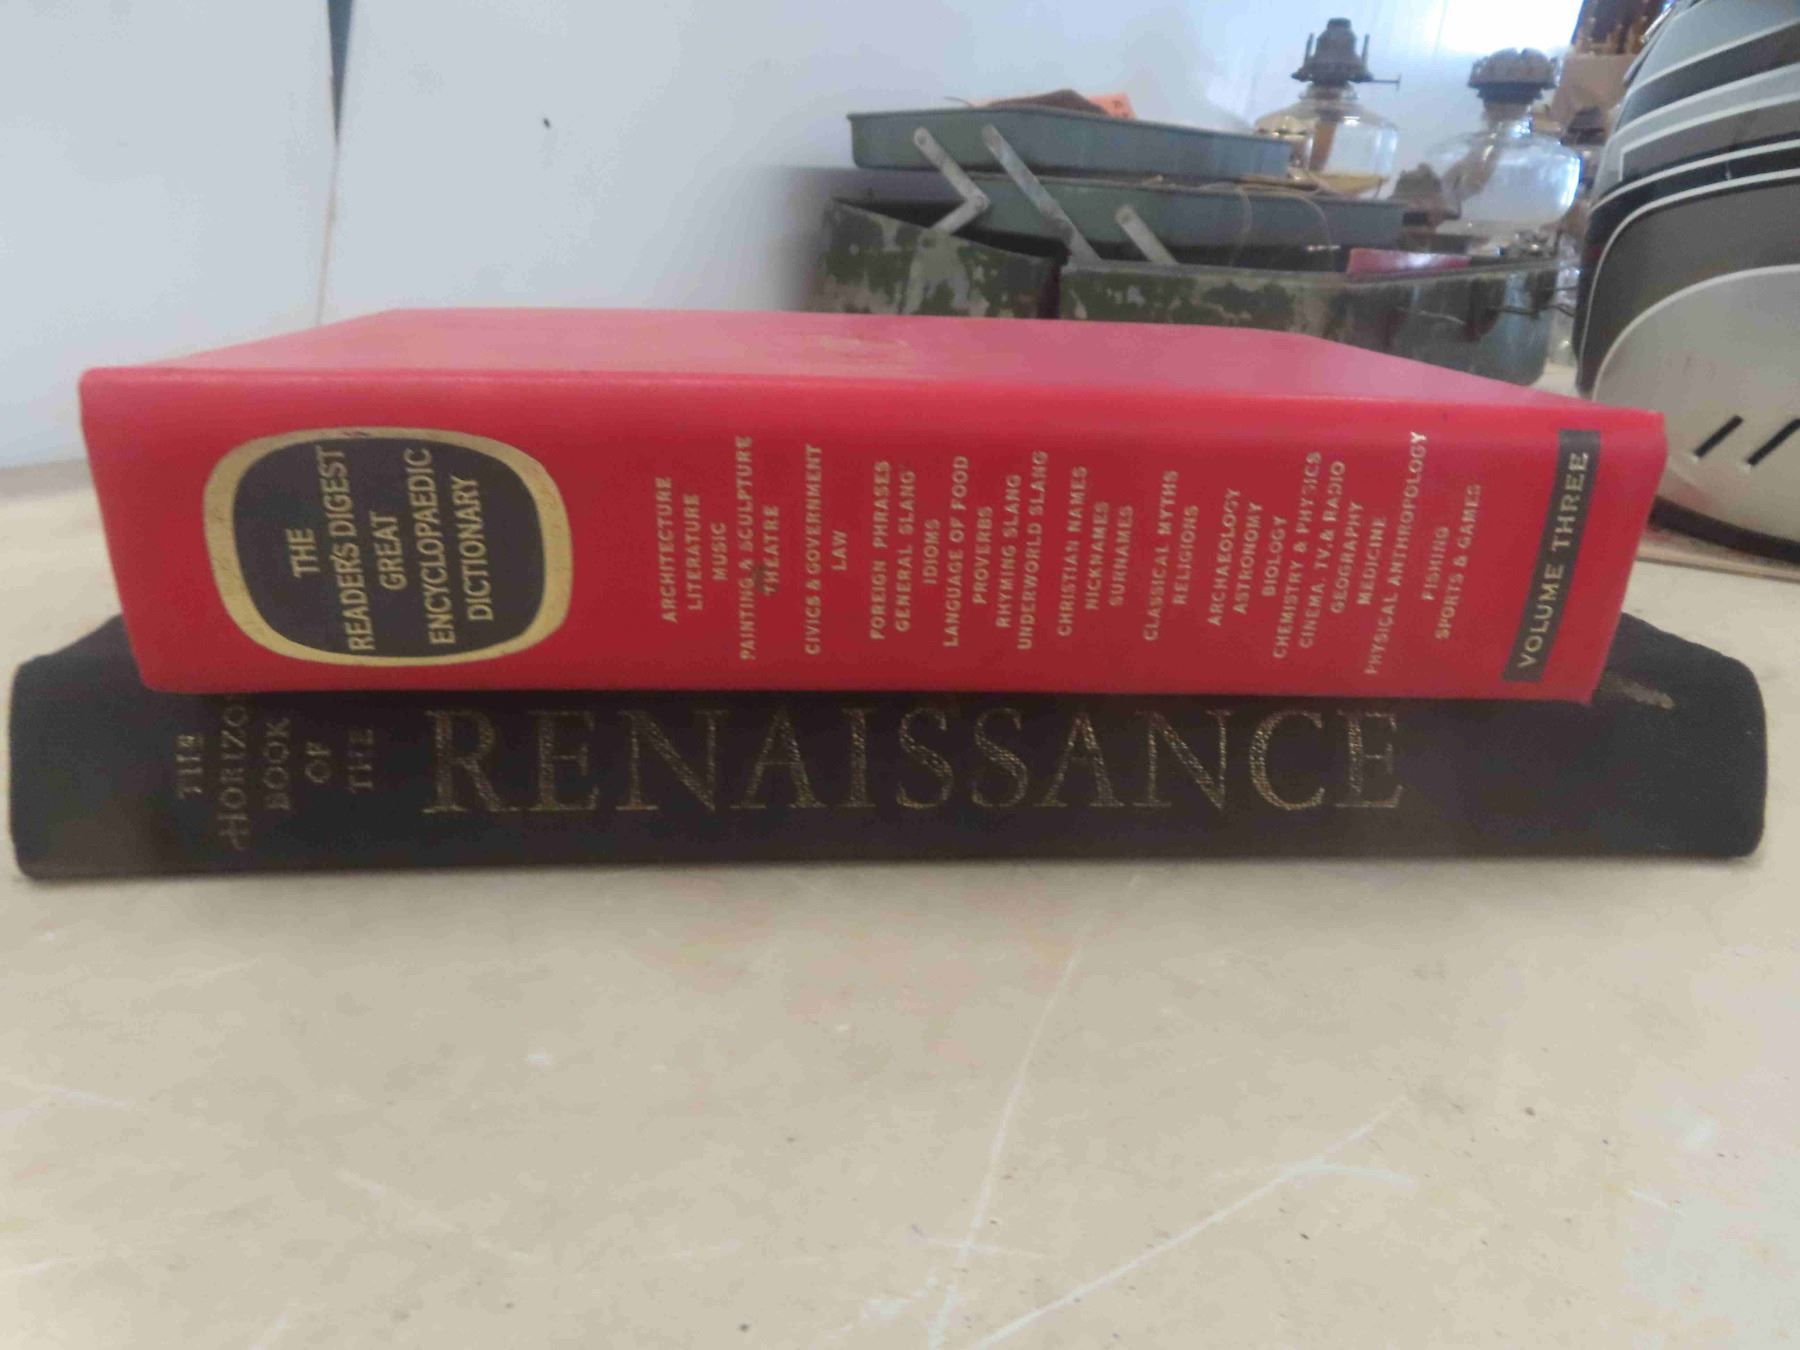 THE
READER'S DIGEST
GREAT
ENCYCLOPAEDIC
DICTIONARY
ARCHITECTURE
LITERATURE
MUSIC
PAINTING & SCULPTURE
THEATRE
CIVICS & GOVERNMENT
LAW
FOREIGN PHRASES
GENERAL SLANG
IDIOMS
LANGUAGE OF FOOD
PROVERBS
RHYMING SLANG
UNDERWORLD SLANG
CHRISTIAN NAMES
NICKNAMES
SURNAMES
CLASSICAL MYTHS
RELIGIONS
ARCHAEOLOGY
ASTRONOMY
BIOLOGY
CHEMISTRY & PHYSICS
CINEMA, TV, & RADIO
GEOGRAPHY
MEDICINE
PHYSICAL ANTHROPOLOGY
FISHING
SPORTS & GAMES
VOLUME THREE
THE
HORIZO
BOOK
OF
THE
RENAISSANCE